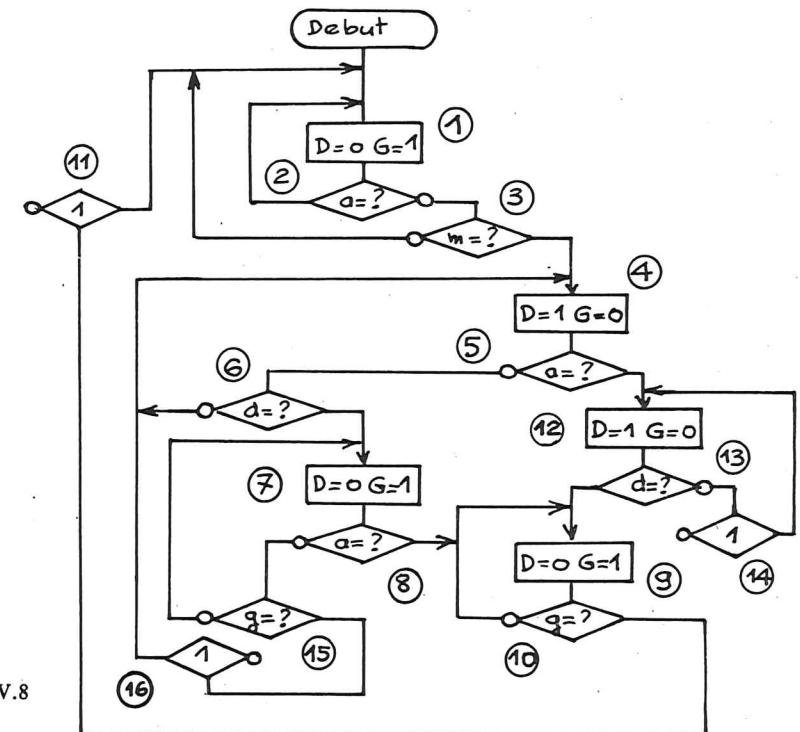 Debut
1
D=0 G=1
11
2
a=?
3
1
m=?
4
D=1 G=0
5
6
a=?
d=?
12
D=1 G=0
13
7
D=0 G=1
d=?
a=?
1
D=0 G=1
8
9
14
g=?
g=?
1
15
10
16
V.8